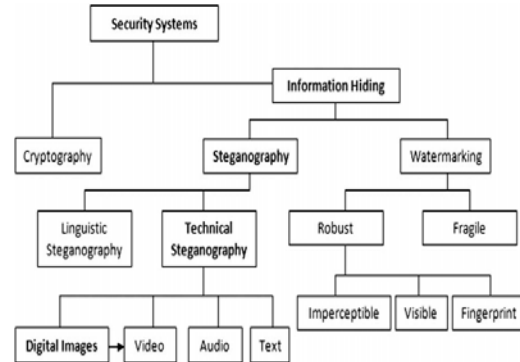 Security Systems
Information Hiding
Cryptography
Steganography
Watermarking
Linguistic
Steganography
Technical
Steganography
Robust
Fragile
Imperceptible
Visible
Fingerprint
Digital Images
Video
Audio
Text